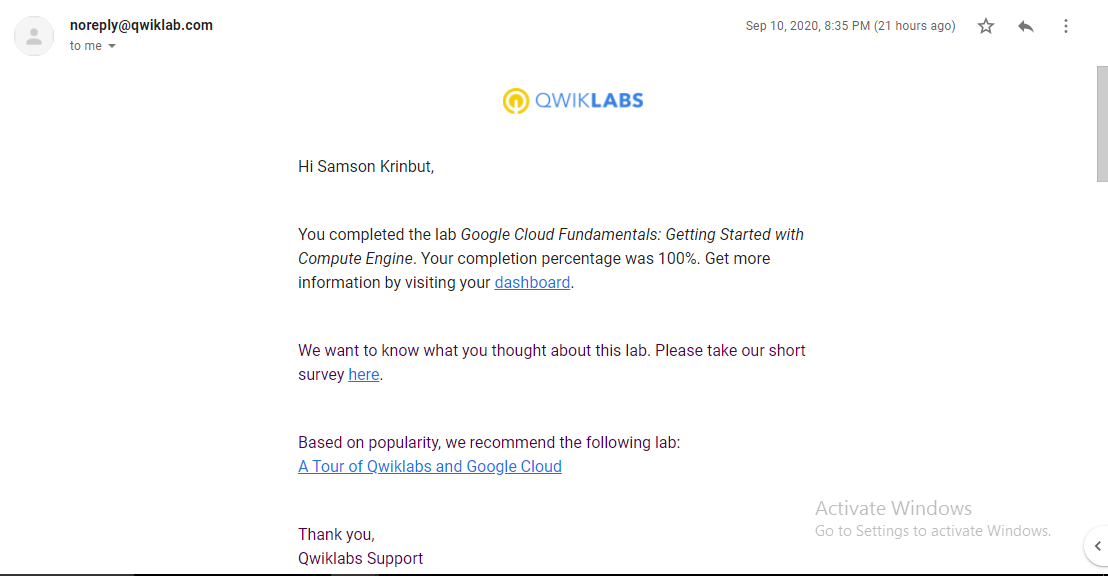 noreply@qwiklab.com
Sep 10, 2020, 8:35 PM (21 hours ago)
to me
QWIKLABS
Hi Samson Krinbut,
You completed the lab Google Cloud Fundamentals: Getting Started with
Compute Engine. Your completion percentage was 100%. Get more
information by visiting your dashboard.
We want to know what you thought about this lab. Please take our short
survey here.
Based on popularity, we recommend the following lab:
A Tour of Qwiklabs and Google Cloud
Thank you,
Qwiklabs Support
Activate Windows
Go to Settings to activate Windows.